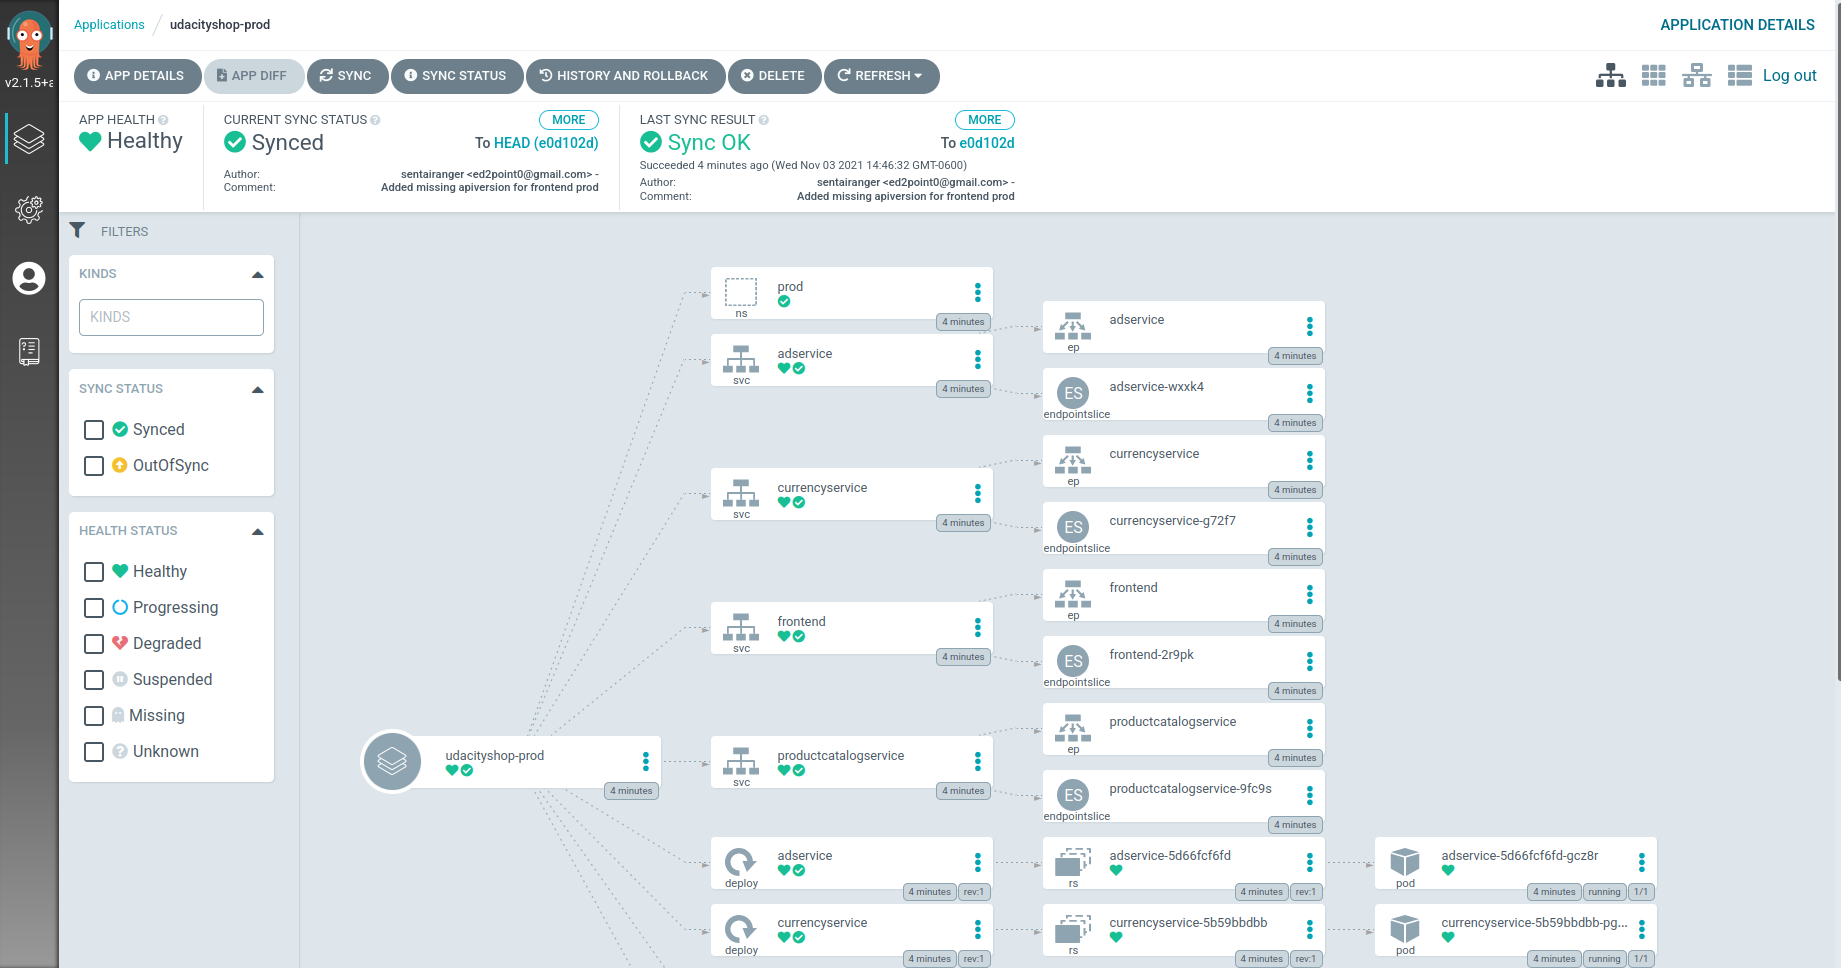 Applications / udacityshop-prod
APPLICATION DETAILS
v2.1.5+a
APP DETAILS
APP DIFF
SYNC
SYNC STATUS
HISTORY AND ROLLBACK
DELETE
REFRESH
Log out
APP HEALTH
Healthy
CURRENT SYNC STATUS
MORE
Synced
To HEAD (e0d102d)
Author: sentairanger <ed2point0@gmail.com> -
Comment: Added missing apiversion for frontend prod
LAST SYNC RESULT
MORE
Sync OK
To e0d102d
Succeeded 4 minutes ago (Wed Nov 03 2021 14:46:32 GMT-0600)
Author: sentairanger <ed2point0@gmail.com> -
Comment: Added missing apiversion for frontend prod
FILTERS
KINDS
KINDS
SYNC STATUS
Synced
OutOfSync
HEALTH STATUS
Healthy
Progressing
Degraded
Suspended
Missing
Unknown
udacityshop-prod
4 minutes
prod
ns
4 minutes
adservice
svc
4 minutes
currencyservice
svc
4 minutes
frontend
svc
4 minutes
productcatalogservice
svc
4 minutes
adservice
deploy
4 minutes
rev:1
currencyservice
deploy
4 minutes
rev:1
adservice
ep
4 minutes
ES
adservice-wxxk4
endpointslice
4 minutes
currencyservice
ep
4 minutes
ES
currencyservice-g72f7
endpointslice
4 minutes
frontend
ep
4 minutes
ES
frontend-2r9pk
endpointslice
4 minutes
productcatalogservice
ep
4 minutes
ES
productcatalogservice-9fc9s
endpointslice
4 minutes
adservice-5d66fcf6fd
rs
4 minutes
rev:1
currencyservice-5b59bbdbb
rs
4 minutes
rev:1
adservice-5d66fcf6fd-gcz8r
pod
4 minutes
running
1/1
currencyservice-5b59bbdbb-pg...
pod
4 minutes
running
1/1